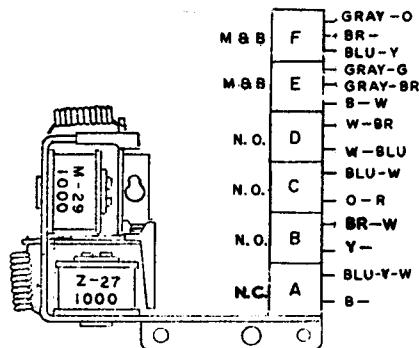 M & B F GRAY-O
BR-
BLU-Y
M & B E GRAY-G
GRAY-BR
B-W
N.O. D W-BR
W-BLU
N.O. C BLU-W
O-R
N.O. B BR-W
Y-
N.C. A BLU-Y-W
B-
M-29
1000
Z-27
1000